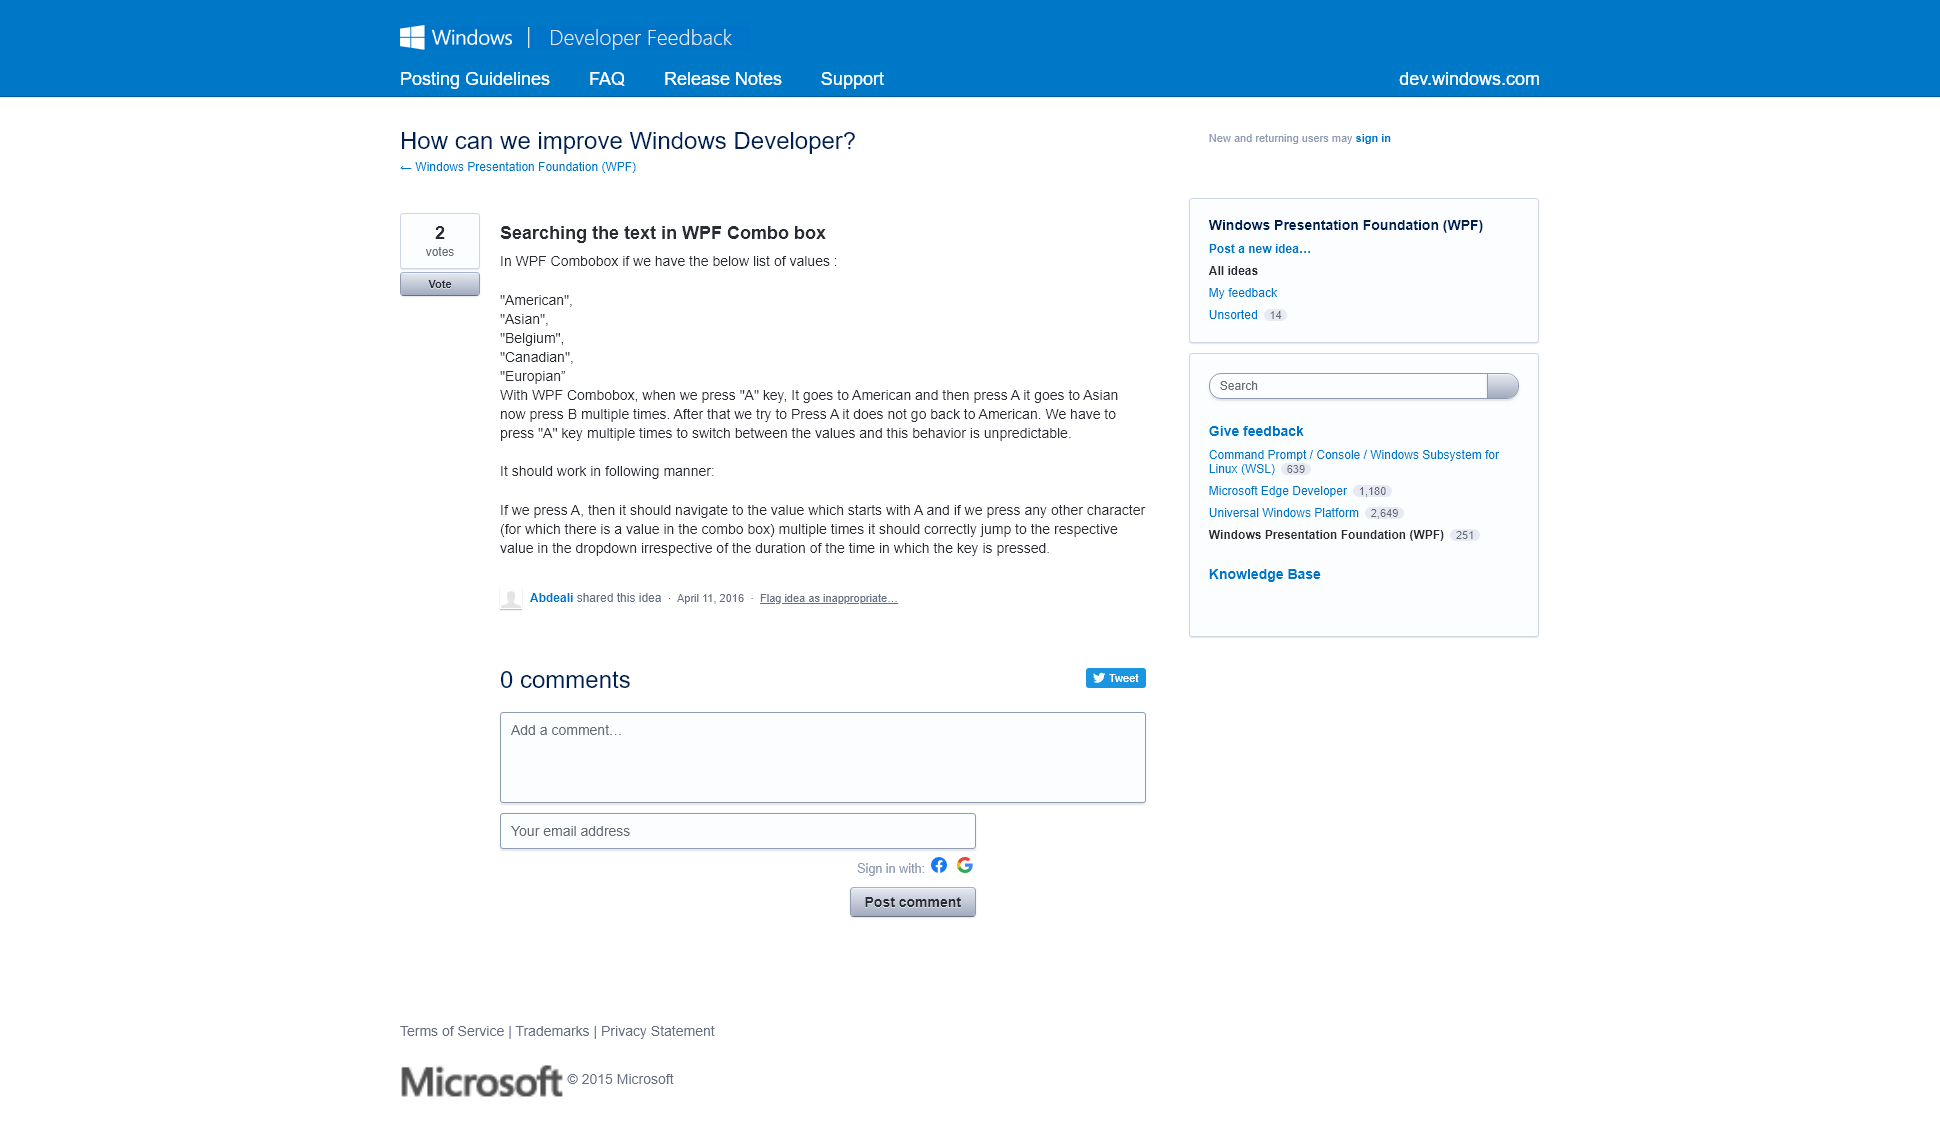 Windows | Developer Feedback
Posting Guidelines FAQ Release Notes Support dev.windows.com
How can we improve Windows Developer?
← Windows Presentation Foundation (WPF)
New and returning users may sign in
2
votes
Vote
Searching the text in WPF Combo box
In WPF Combobox if we have the below list of values :
"American",
"Asian",
"Belgium",
"Canadian",
"Europian”
With WPF Combobox, when we press "A" key, It goes to American and then press A it goes to Asian
now press B multiple times. After that we try to Press A it does not go back to American. We have to
press "A" key multiple times to switch between the values and this behavior is unpredictable.
It should work in following manner:
If we press A, then it should navigate to the value which starts with A and if we press any other character
(for which there is a value in the combo box) multiple times it should correctly jump to the respective
value in the dropdown irrespective of the duration of the time in which the key is pressed.
Abdeali shared this idea · April 11, 2016 · Flag idea as inappropriate…
0 comments
Tweet
Add a comment…
Your email address
Sign in with:
Post comment
Windows Presentation Foundation (WPF)
Post a new idea…
All ideas
My feedback
Unsorted 14
Search
Give feedback
Command Prompt / Console / Windows Subsystem for
Linux (WSL) 639
Microsoft Edge Developer 1,180
Universal Windows Platform 2,649
Windows Presentation Foundation (WPF) 251
Knowledge Base
Terms of Service | Trademarks | Privacy Statement
Microsoft © 2015 Microsoft